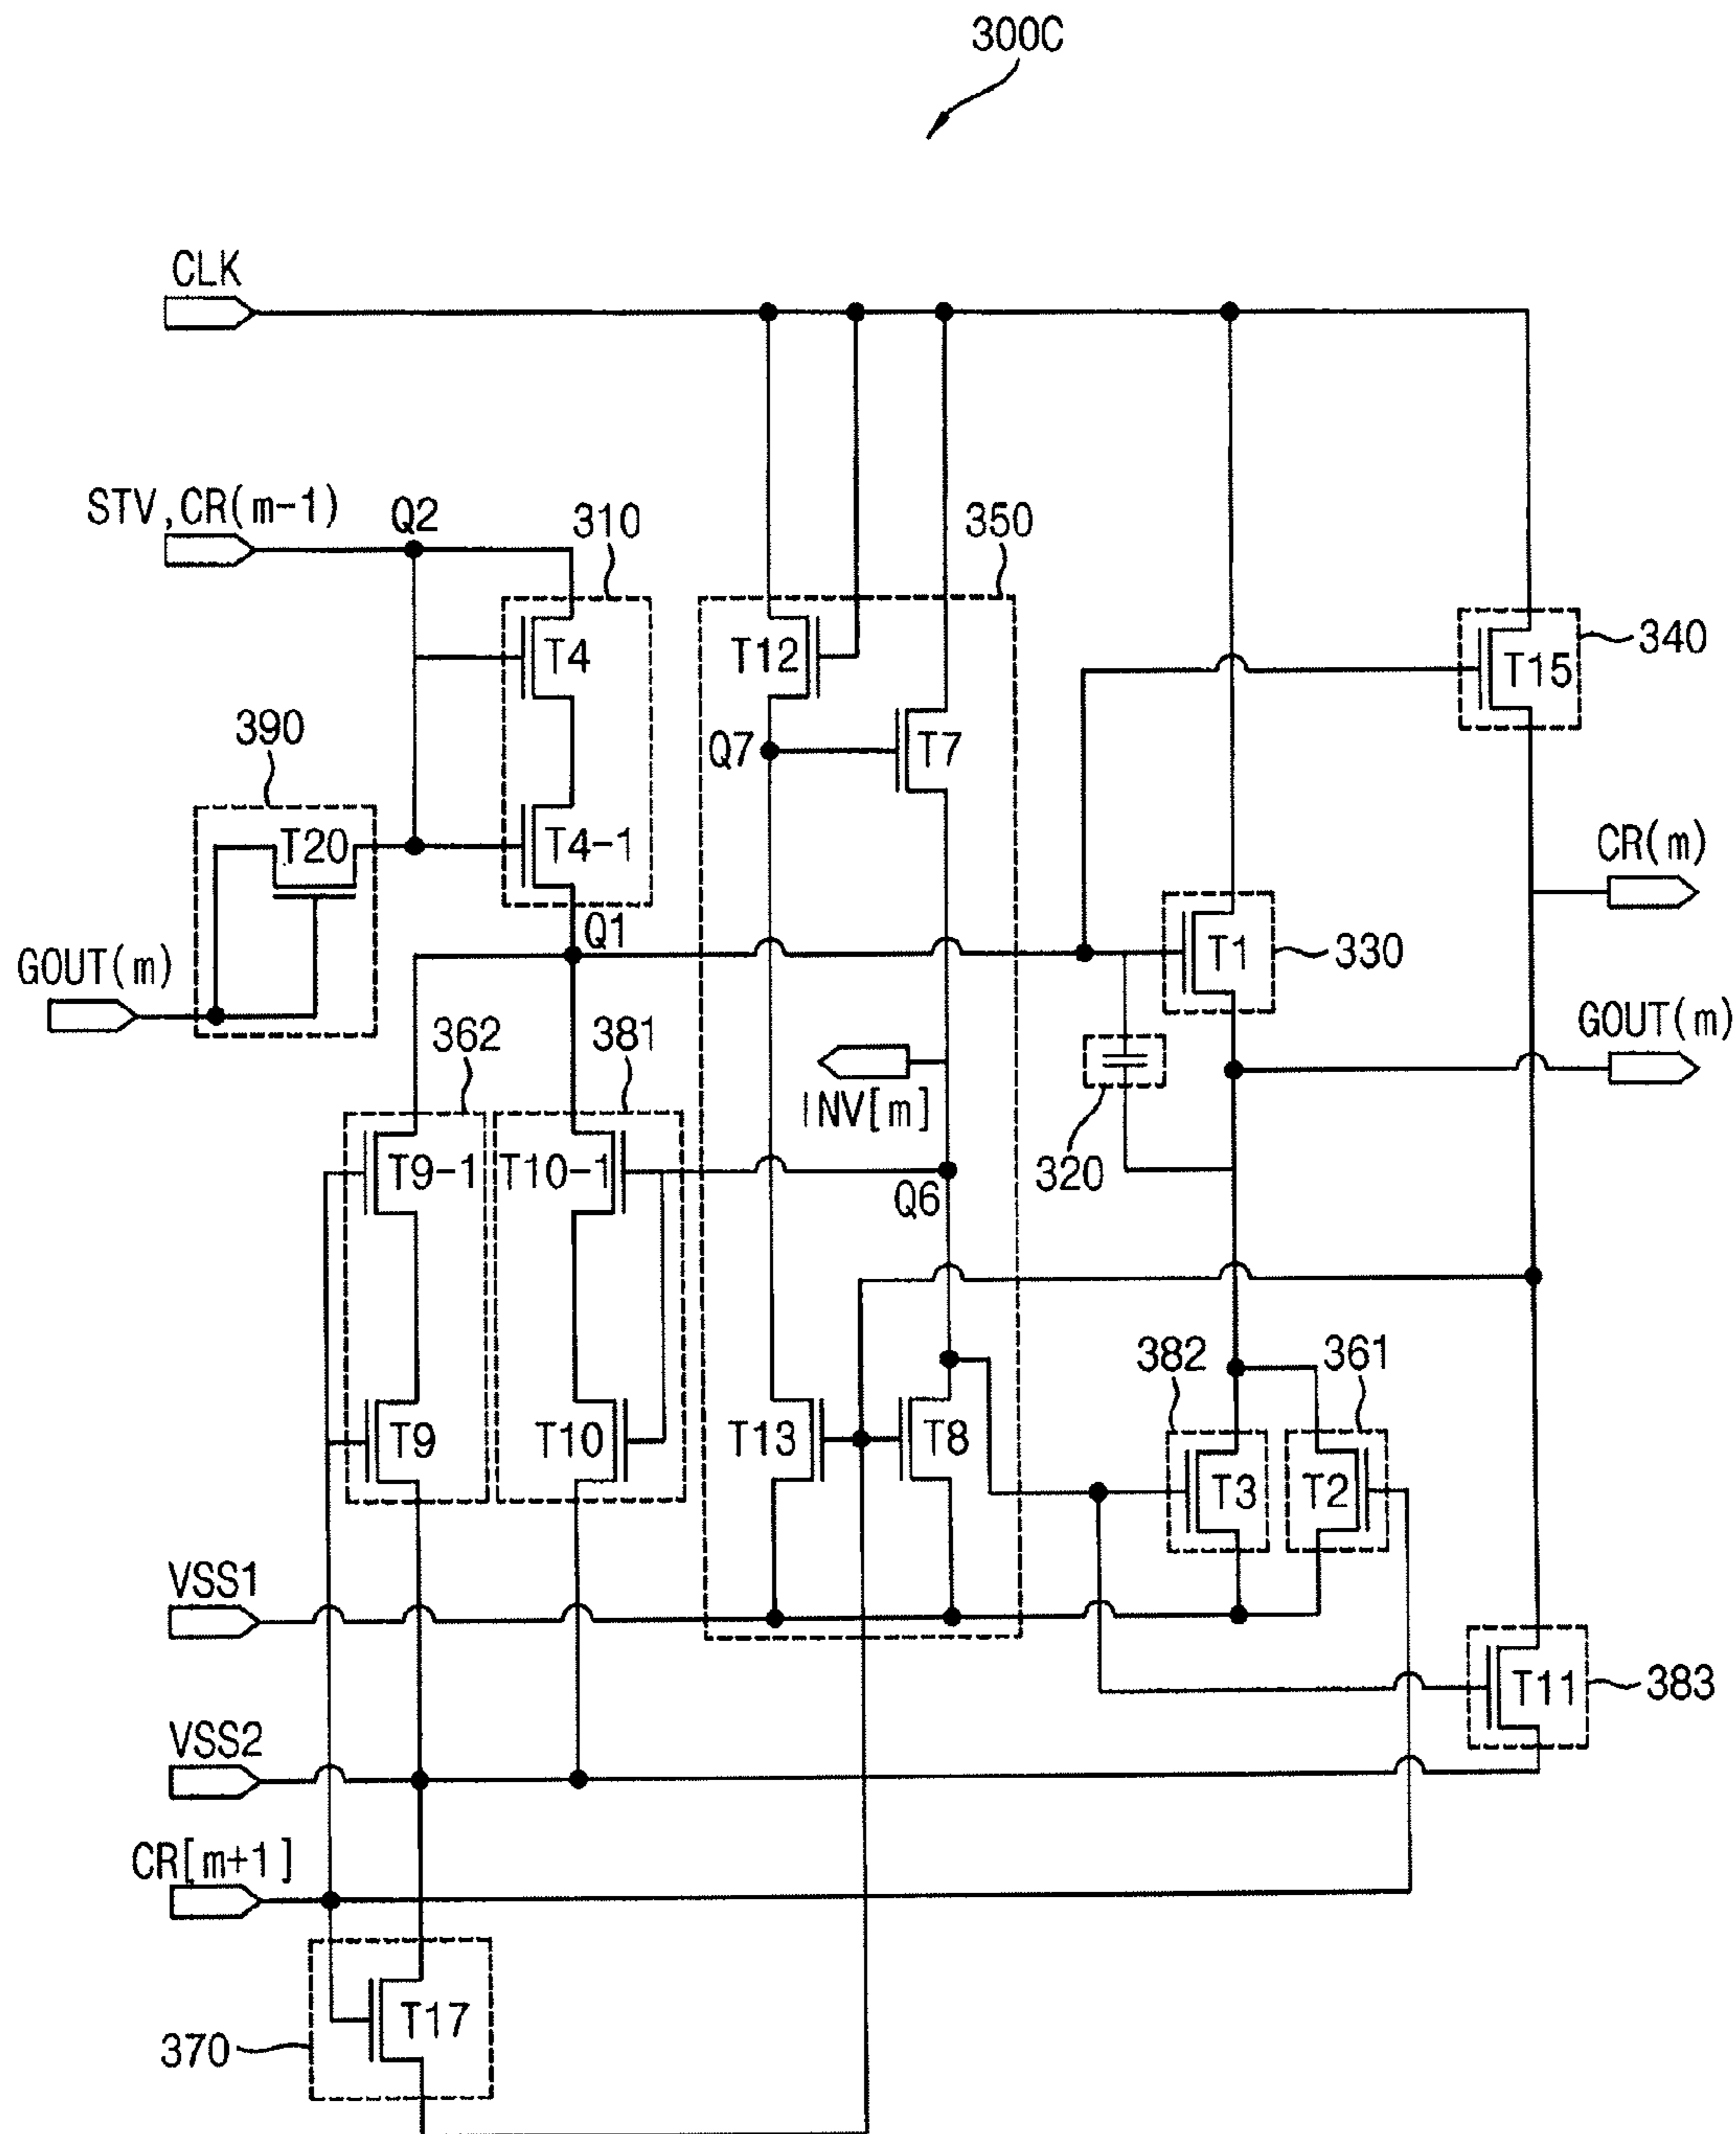 300C
CLK
STV,CR(m-1)
Q2
310
350
T4
T12
T15
340
390
Q7
T7
T20
T4-1
CR(m)
Q1
T1
330
GOUT(m)
GOUT(m)
362
381
INV[m]
320
T9-1
T10-1
Q6
382
361
T9
T10
T13
T8
T3
T2
VSS1
T11
383
VSS2
CR[m+1]
T17
370